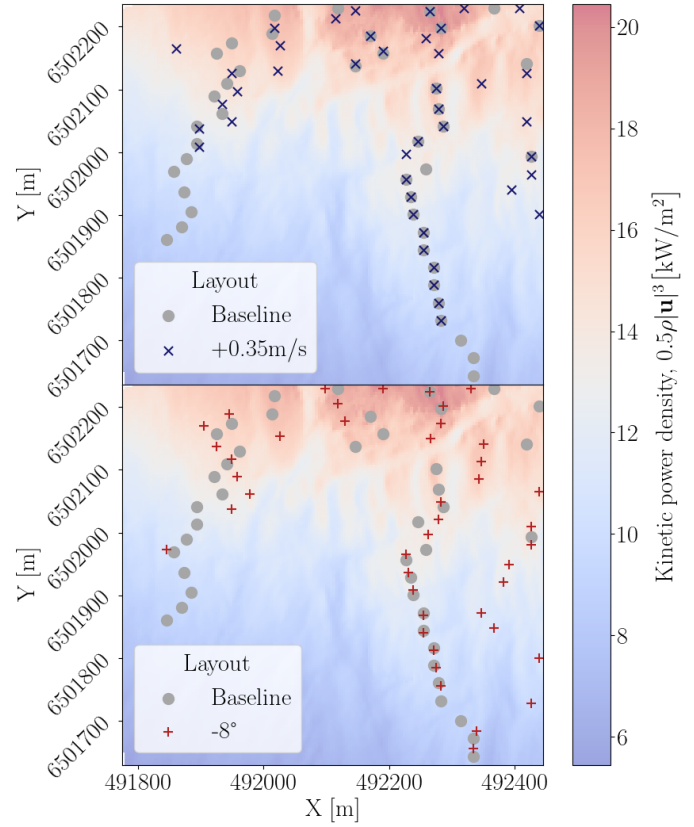 6502200
6502100
6502000
6501900
6501800
6501700
Y [m]
Layout
Baseline
+0.35m/s
6502200
6502100
6502000
6501900
6501800
6501700
Y [m]
Layout
Baseline
-8°
491800 492000 492200 492400
X [m]
20
18
16
14
12
10
8
6
Kinetic power density, 0.5ρ|𝐮|³ [kW/m²]